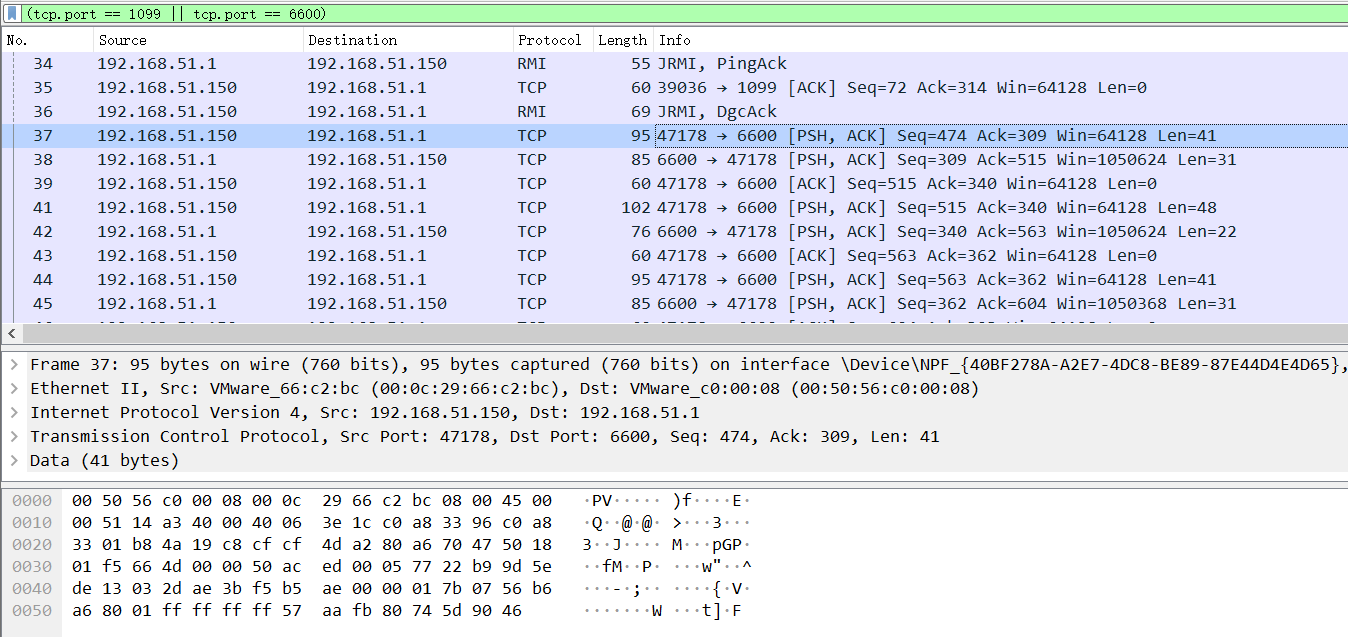 (tcp.port == 1099 || tcp.port == 6600)
No. Source Destination Protocol Length Info
34 192.168.51.1 192.168.51.150 RMI 55 JRMI, PingAck
35 192.168.51.150 192.168.51.1 TCP 60 39036 → 1099 [ACK] Seq=72 Ack=314 Win=64128 Len=0
36 192.168.51.150 192.168.51.1 RMI 69 JRMI, DgcAck
37 192.168.51.150 192.168.51.1 TCP 95 47178 → 6600 [PSH, ACK] Seq=474 Ack=309 Win=64128 Len=41
38 192.168.51.1 192.168.51.150 TCP 85 6600 → 47178 [PSH, ACK] Seq=309 Ack=515 Win=1050624 Len=31
39 192.168.51.150 192.168.51.1 TCP 60 47178 → 6600 [ACK] Seq=515 Ack=340 Win=64128 Len=0
41 192.168.51.150 192.168.51.1 TCP 102 47178 → 6600 [PSH, ACK] Seq=515 Ack=340 Win=64128 Len=48
42 192.168.51.1 192.168.51.150 TCP 76 6600 → 47178 [PSH, ACK] Seq=340 Ack=563 Win=1050624 Len=22
43 192.168.51.150 192.168.51.1 TCP 60 47178 → 6600 [ACK] Seq=563 Ack=362 Win=64128 Len=0
44 192.168.51.150 192.168.51.1 TCP 95 47178 → 6600 [PSH, ACK] Seq=563 Ack=362 Win=64128 Len=41
45 192.168.51.1 192.168.51.150 TCP 85 6600 → 47178 [PSH, ACK] Seq=362 Ack=604 Win=1050368 Len=31
Frame 37: 95 bytes on wire (760 bits), 95 bytes captured (760 bits) on interface \Device\NPF_{40BF278A-A2E7-4DC8-BE89-87E44D4E4D65},
Ethernet II, Src: VMware_66:c2:bc (00:0c:29:66:c2:bc), Dst: VMware_c0:00:08 (00:50:56:c0:00:08)
Internet Protocol Version 4, Src: 192.168.51.150, Dst: 192.168.51.1
Transmission Control Protocol, Src Port: 47178, Dst Port: 6600, Seq: 474, Ack: 309, Len: 41
Data (41 bytes)
0000 00 50 56 c0 00 08 00 0c 29 66 c2 bc 08 00 45 00 ·PV····· )f····E·
0010 00 51 14 a3 40 00 40 06 3e 1c c0 a8 33 96 c0 a8 ·Q··@·@· >···3···
0020 33 01 b8 4a 19 c8 cf cf 4d a2 80 a6 70 47 50 18 3··J···· M···pGP·
0030 01 f5 66 4d 00 00 50 ac ed 00 05 77 22 b9 9d 5e ··fM··P· ···w"··^
0040 de 13 03 2d ae 3b f5 b5 ae 00 00 01 7b 07 56 b6 ···-·;·· ····{·V·
0050 a6 80 01 ff ff ff ff 57 aa fb 80 74 5d 90 46 ·······W ···t]·F